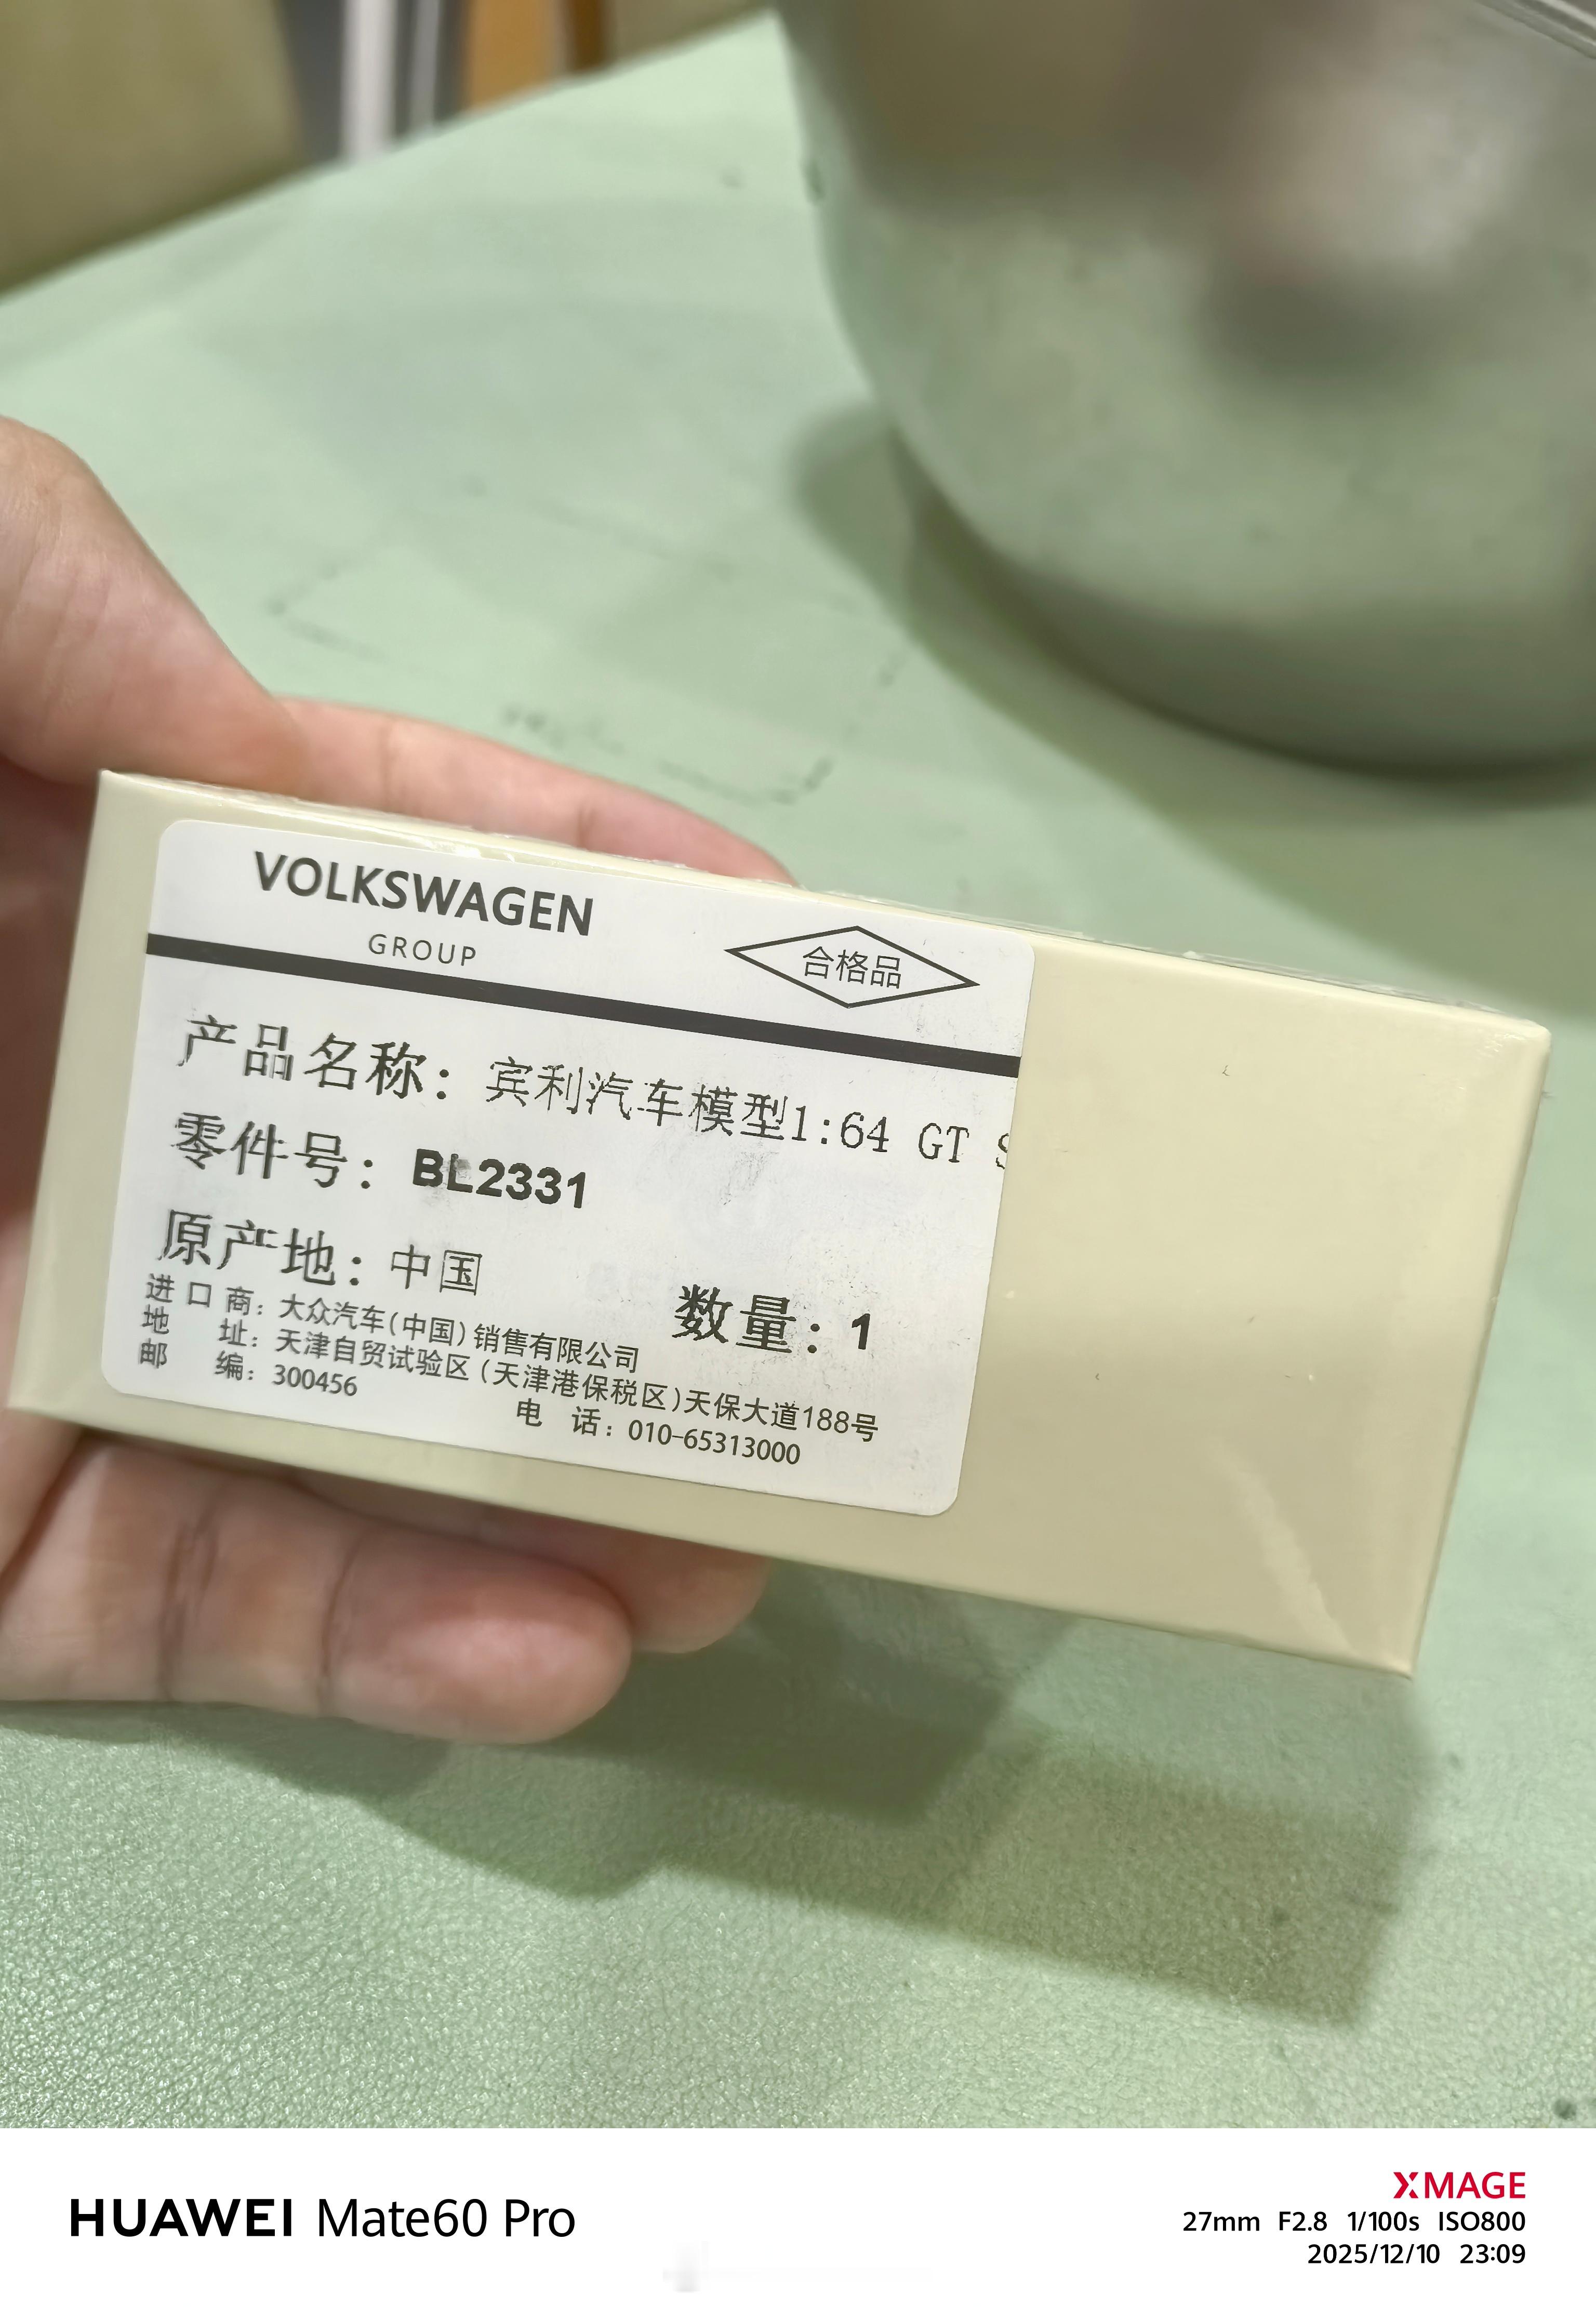 VOLKSWAGEN
GROUP
合格品
产品名称：宾利汽车模型1:64 GT S
零件号：BL2331
原产地：中国
数量：1
进口商：大众汽车(中国)销售有限公司
地 址：天津自贸试验区(天津港保税区)天保大道188号
邮 编：300456
电 话：010-65313000
HUAWEI Mate60 Pro
XMAGE
27mm F2.8 1/100s ISO800
2025/12/10 23:09